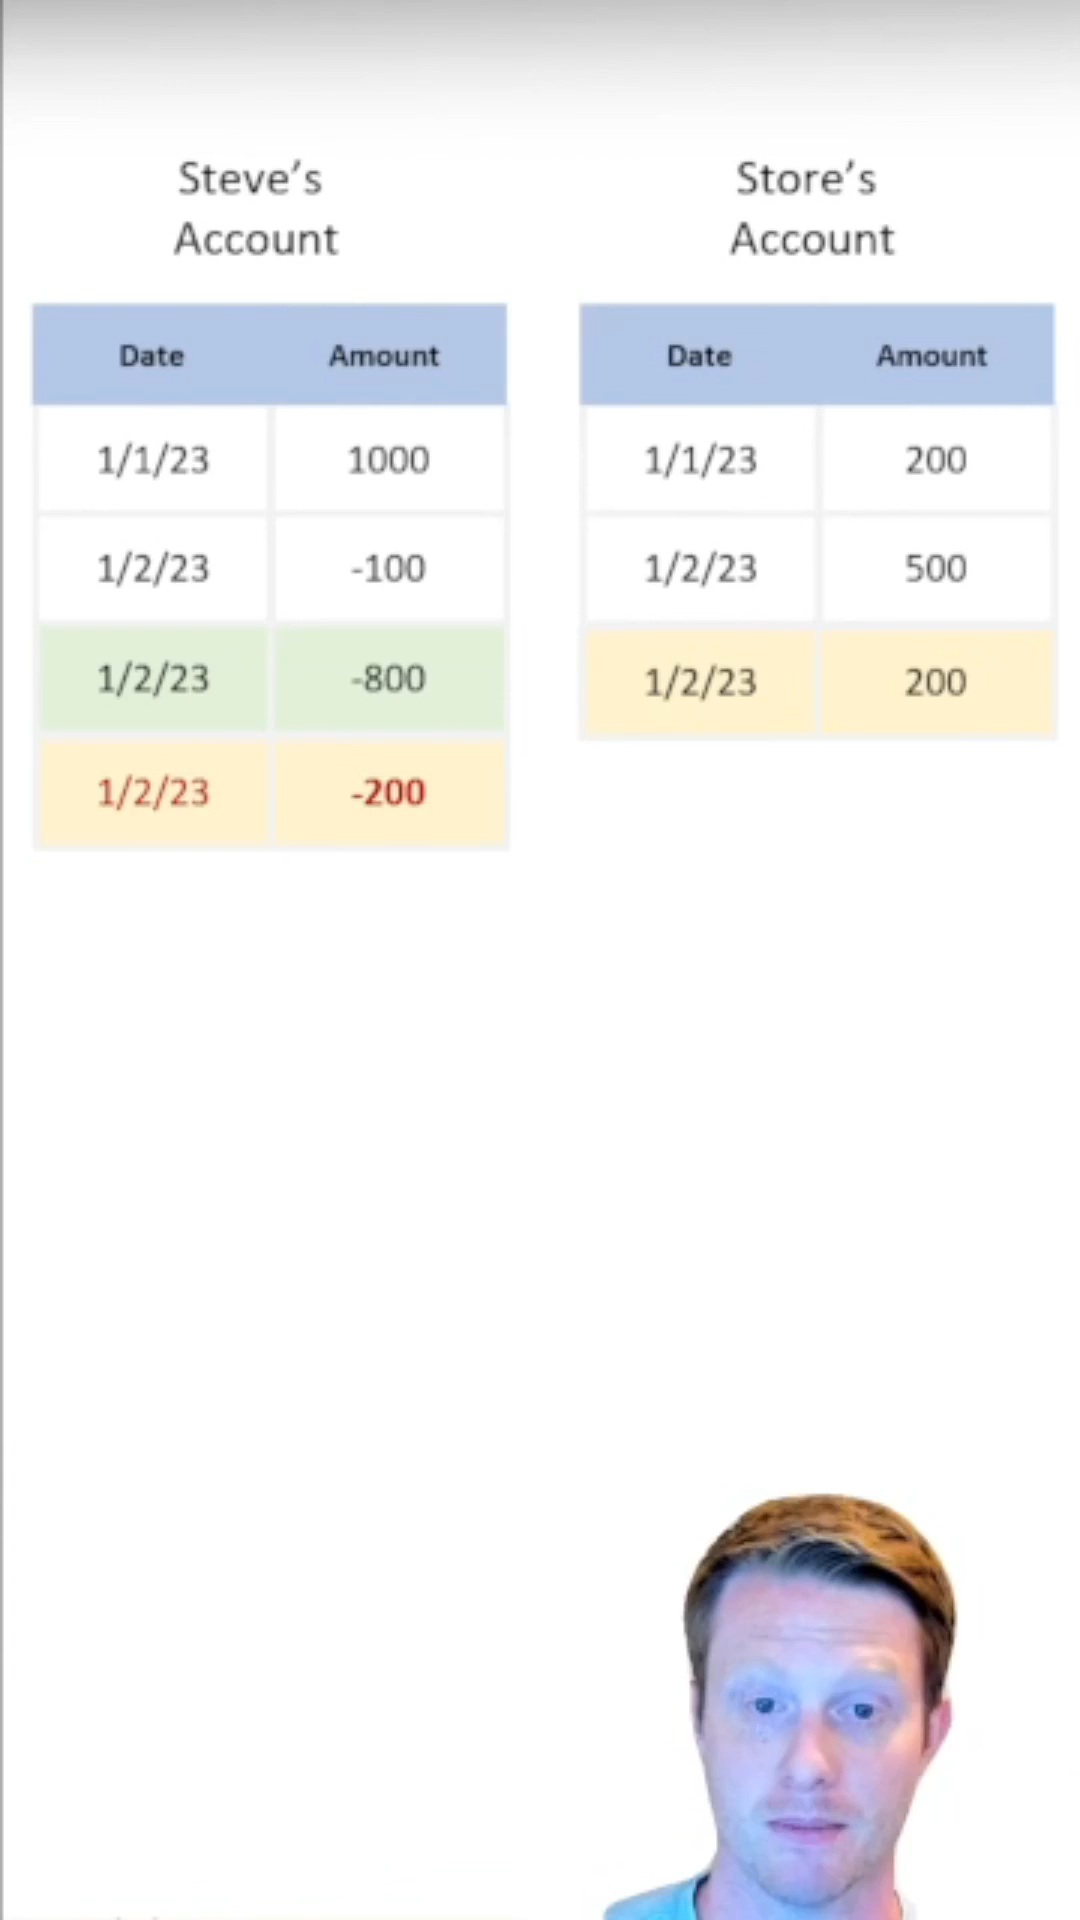 Steve's
Account
Date Amount
1/1/23 1000
1/2/23 -100
1/2/23 -800
1/2/23 -200
Store's
Account
Date Amount
1/1/23 200
1/2/23 500
1/2/23 200